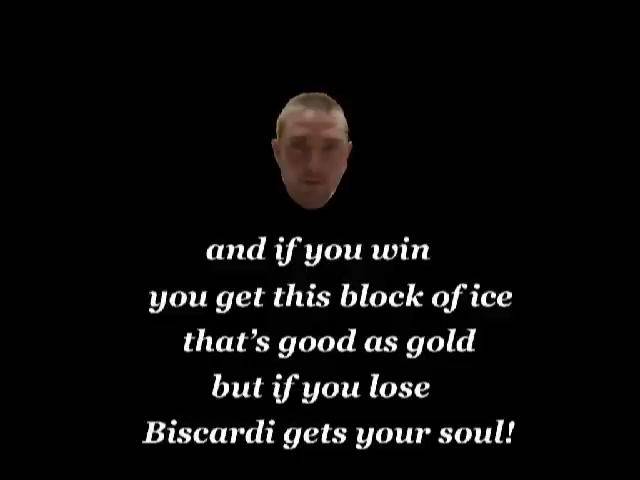 and if you win
you get this block of ice
that's good as gold
but if you lose
Biscardi gets your soul!